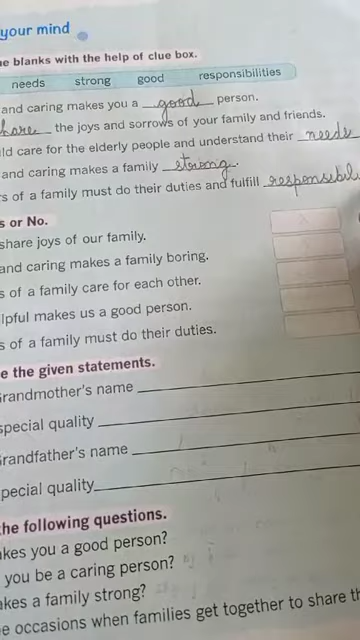 your mind
e blanks with the help of clue box.
needs strong good responsibilities
and caring makes you a good person.
hare the joys and sorrows of your family and friends.
ld care for the elderly people and understand their needs
and caring makes a family strong.
s of a family must do their duties and fulfill responsebili
s or No.
share joys of our family.
and caring makes a family boring.
s of a family care for each other.
lpful makes us a good person.
s of a family must do their duties.
e the given statements.
Grandmother's name
special quality
Grandfather's name
pecial quality
the following questions.
akes you a good person?
you be a caring person?
akes a family strong?
e occasions when families get together to share th